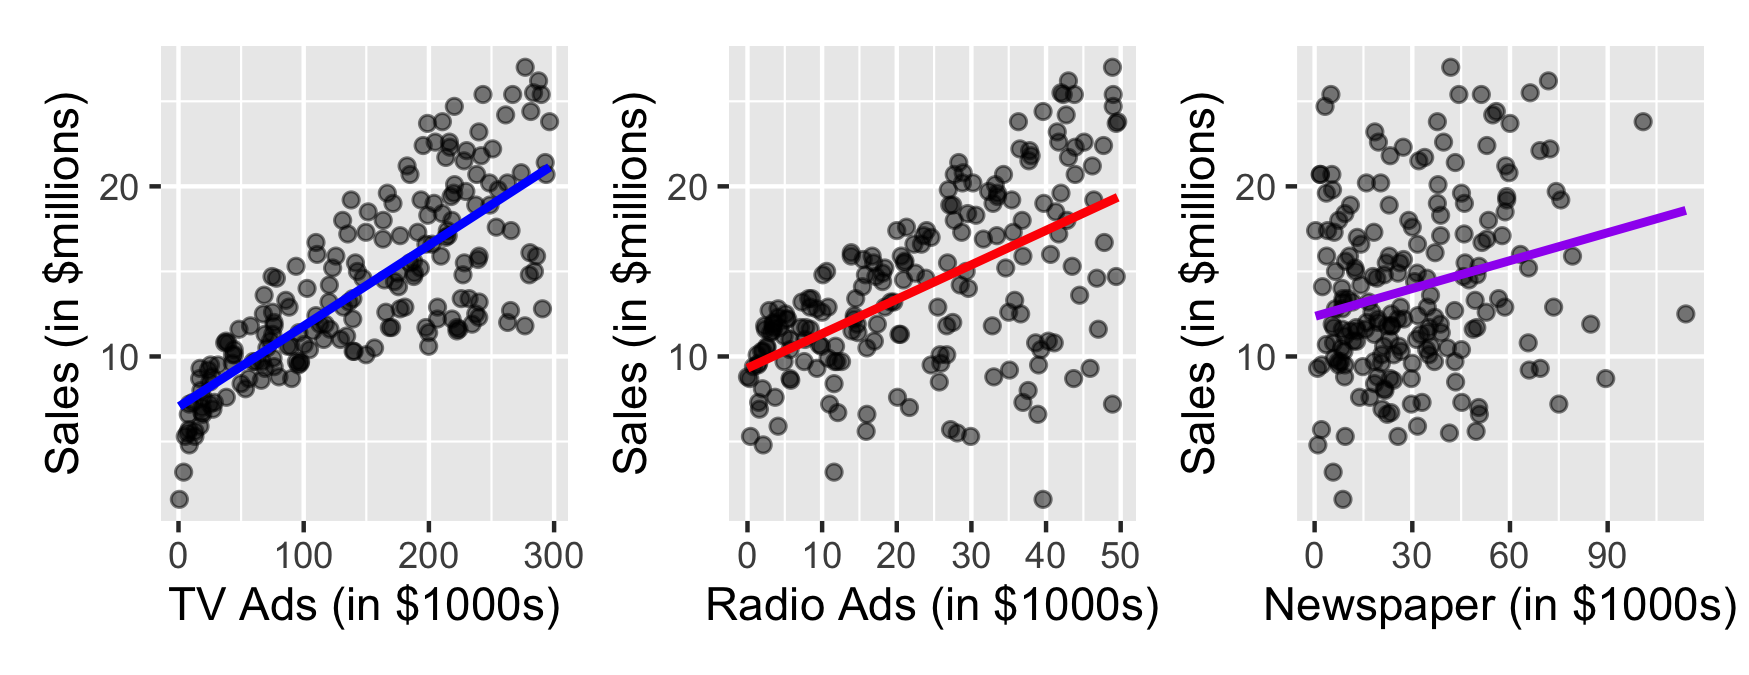 Sales (in $millions)
20
10
0 100 200 300
TV Ads (in $1000s)
Sales (in $millions)
20
10
0 10 20 30 40 50
Radio Ads (in $1000s)
Sales (in $millions)
20
10
0 30 60 90
Newspaper (in $1000s)